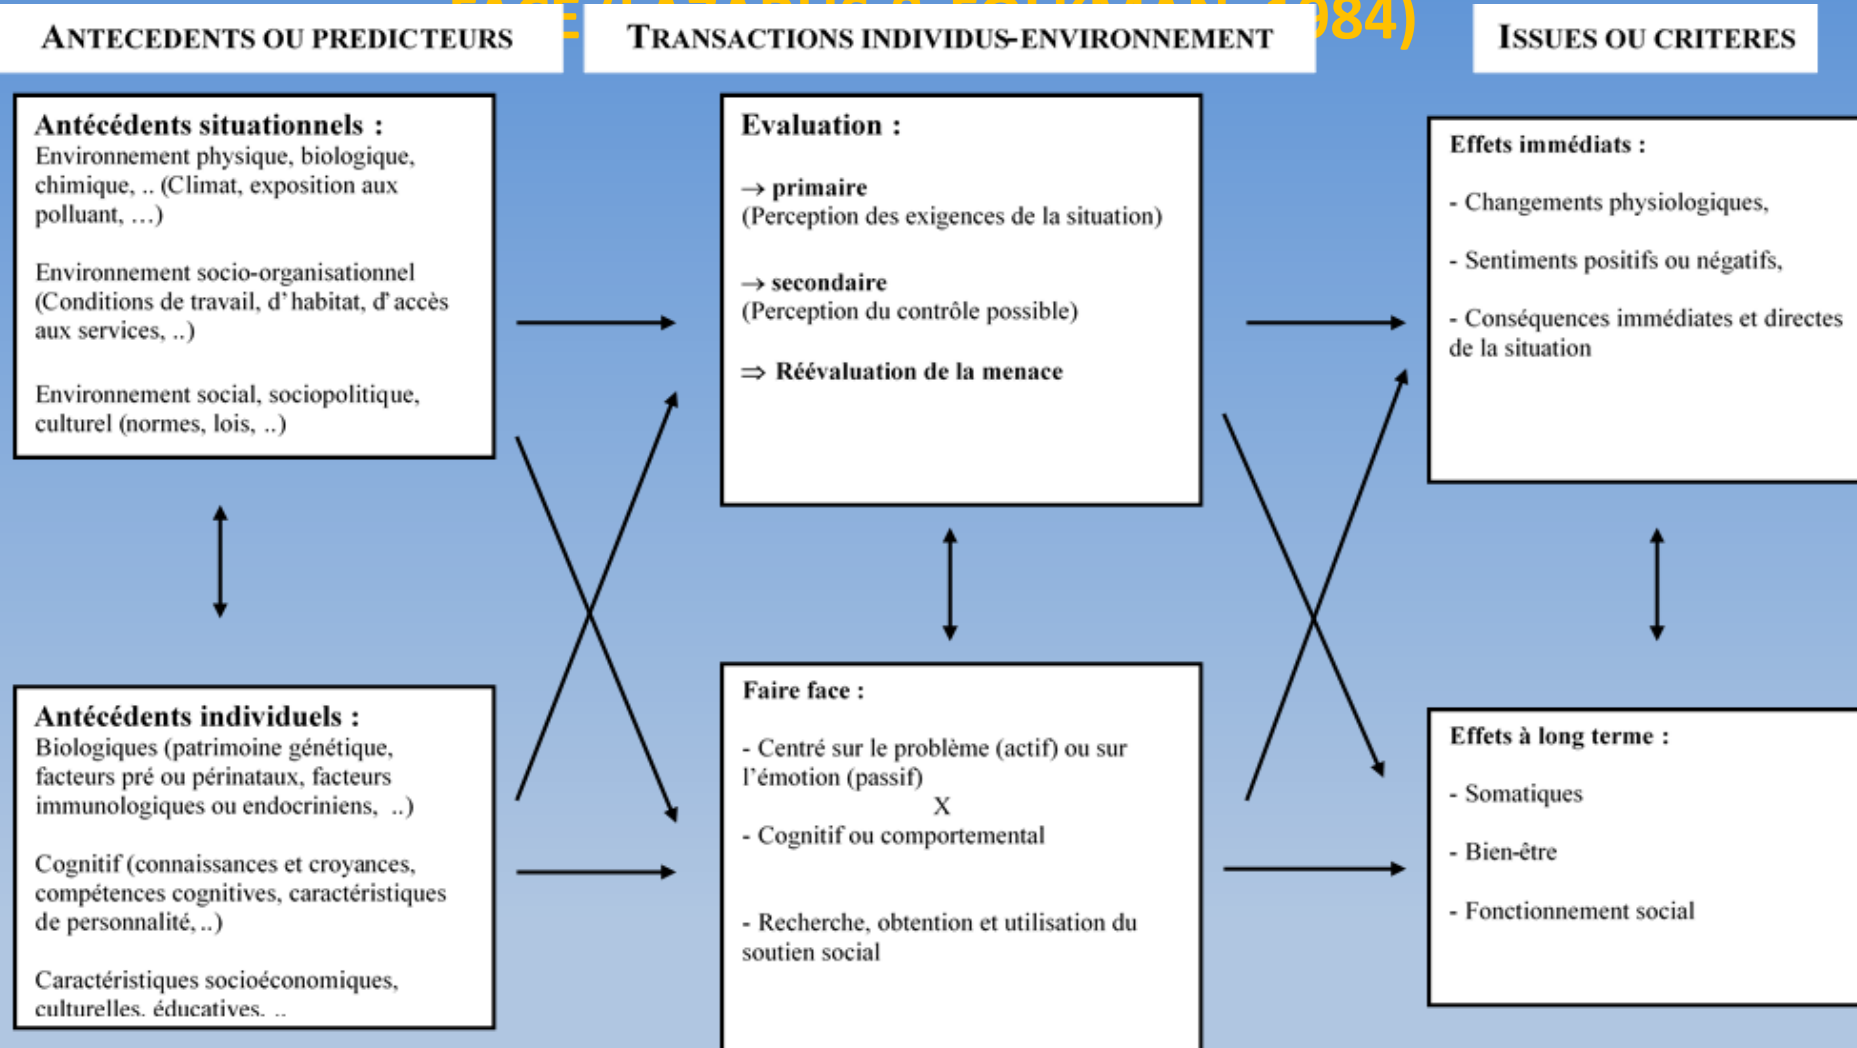 FACE (LAZARUS & FOLKMAN, 1984)
ANTECEDENTS OU PREDICTEURS
TRANSACTIONS INDIVIDUS-ENVIRONNEMENT
ISSUES OU CRITERES
Antécédents situationnels :
Environnement physique, biologique,
chimique, .. (Climat, exposition aux
polluant, …)
Environnement socio-organisationnel
(Conditions de travail, d'habitat, d'accès
aux services, ..)
Environnement social, sociopolitique,
culturel (normes, lois, ..)
Antécédents individuels :
Biologiques (patrimoine génétique,
facteurs pré ou périnataux, facteurs
immunologiques ou endocriniens, ..)
Cognitif (connaissances et croyances,
compétences cognitives, caractéristiques
de personnalité, ..)
Caractéristiques socioéconomiques,
culturelles, éducatives, ..
Evaluation :
→ primaire
(Perception des exigences de la situation)
→ secondaire
(Perception du contrôle possible)
⇒ Réévaluation de la menace
Faire face :
- Centré sur le problème (actif) ou sur
l'émotion (passif)
X
- Cognitif ou comportemental
- Recherche, obtention et utilisation du
soutien social
Effets immédiats :
- Changements physiologiques,
- Sentiments positifs ou négatifs,
- Conséquences immédiates et directes
de la situation
Effets à long terme :
- Somatiques
- Bien-être
- Fonctionnement social